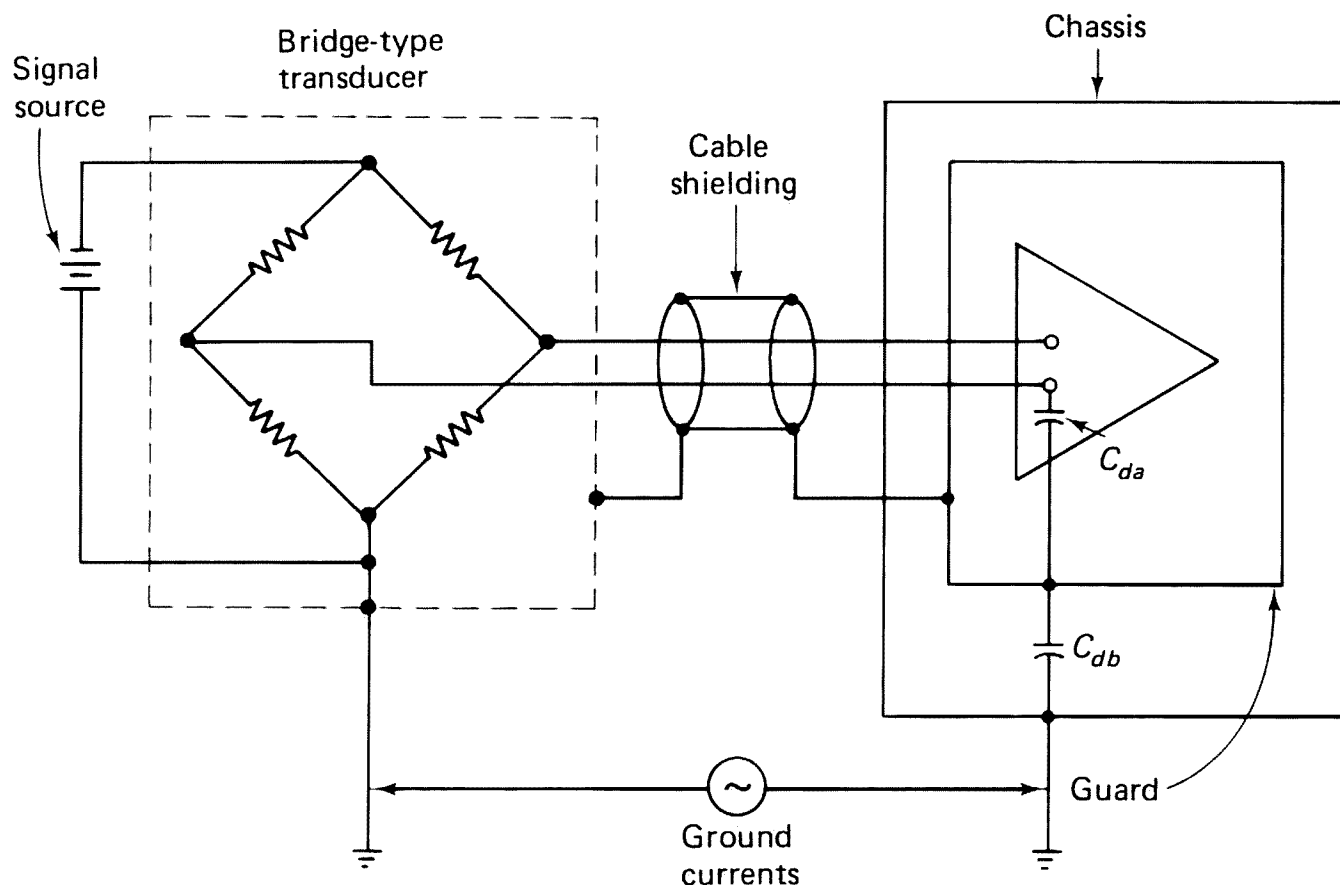 Chassis
Bridge-type
transducer
Signal
source
Cable
shielding
C_da
C_db
Guard
~
Ground
currents